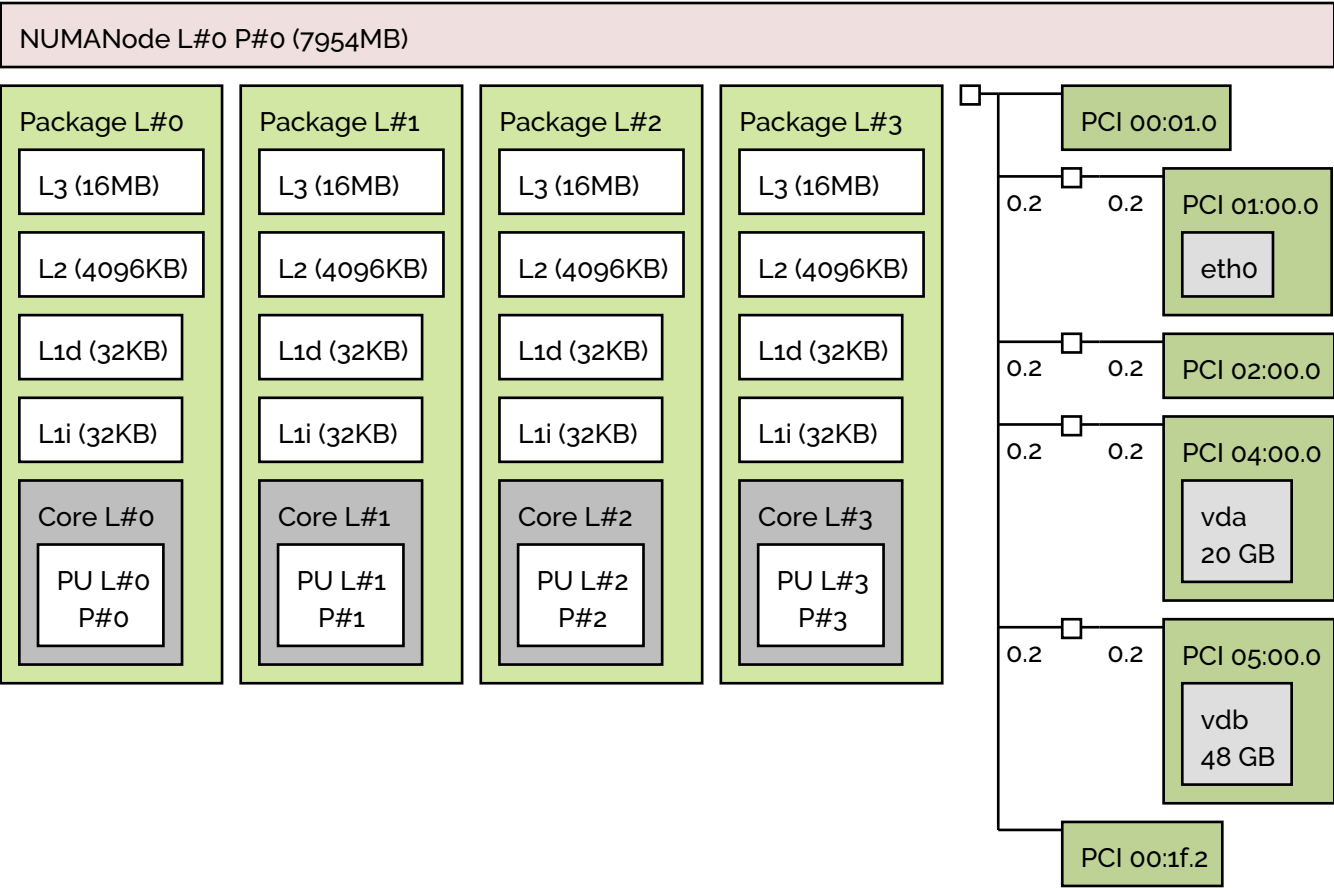 NUMANode L#0 P#0 (7954MB)
Package L#0
L3 (16MB)
L2 (4096KB)
L1d (32KB)
L1i (32KB)
Core L#0
PU L#0
P#0
Package L#1
L3 (16MB)
L2 (4096KB)
L1d (32KB)
L1i (32KB)
Core L#1
PU L#1
P#1
Package L#2
L3 (16MB)
L2 (4096KB)
L1d (32KB)
L1i (32KB)
Core L#2
PU L#2
P#2
Package L#3
L3 (16MB)
L2 (4096KB)
L1d (32KB)
L1i (32KB)
Core L#3
PU L#3
P#3
PCI 00:01.0
0.2 0.2 PCI 01:00.0
eth0
0.2 0.2 PCI 02:00.0
0.2 0.2 PCI 04:00.0
vda
20 GB
0.2 0.2 PCI 05:00.0
vdb
48 GB
PCI 00:1f.2